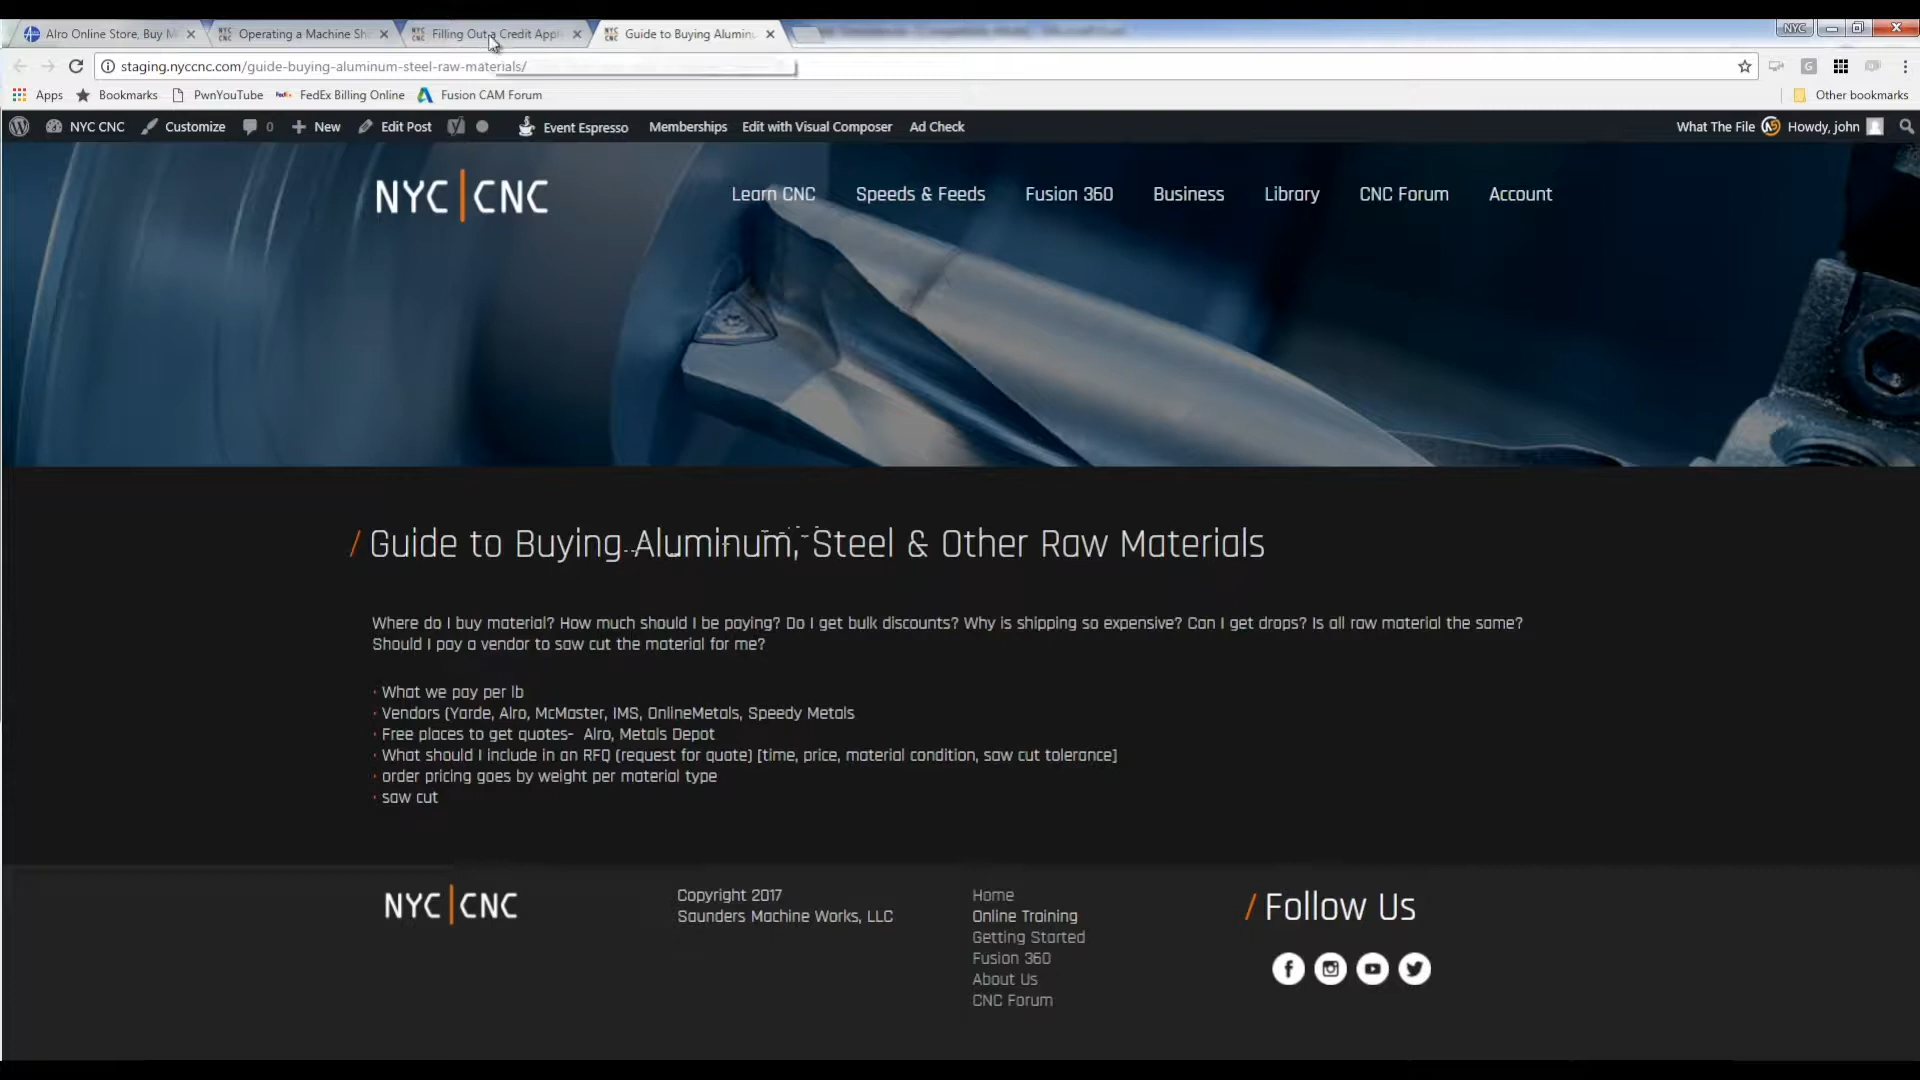 Alro Online Store, Buy M
Operating a Machine Sh
Filling Out a Credit Appl
Guide to Buying Aluminu
NYC
staging.nyccnc.com/guide-buying-aluminum-steel-raw-materials/
Apps
Bookmarks
PwnYouTube
FedEx Billing Online
Fusion CAM Forum
Other bookmarks
NYC CNC
Customize
0
New
Edit Post
Event Espresso
Memberships
Edit with Visual Composer
Ad Check
What The File
Howdy, john
NYC|CNC
Learn CNC
Speeds & Feeds
Fusion 360
Business
Library
CNC Forum
Account
/ Guide to Buying Aluminum, Steel & Other Raw Materials
Where do I buy material? How much should I be paying? Do I get bulk discounts? Why is shipping so expensive? Can I get drops? Is all raw material the same?
Should I pay a vendor to saw cut the material for me?
· What we pay per lb
· Vendors (Yarde, Alro, McMaster, IMS, OnlineMetals, Speedy Metals
· Free places to get quotes- Alro, Metals Depot
· What should I include in an RFQ (request for quote) [time, price, material condition, saw cut tolerance]
· order pricing goes by weight per material type
· saw cut
NYC|CNC
Copyright 2017
Saunders Machine Works, LLC
Home
Online Training
Getting Started
Fusion 360
About Us
CNC Forum
/ Follow Us